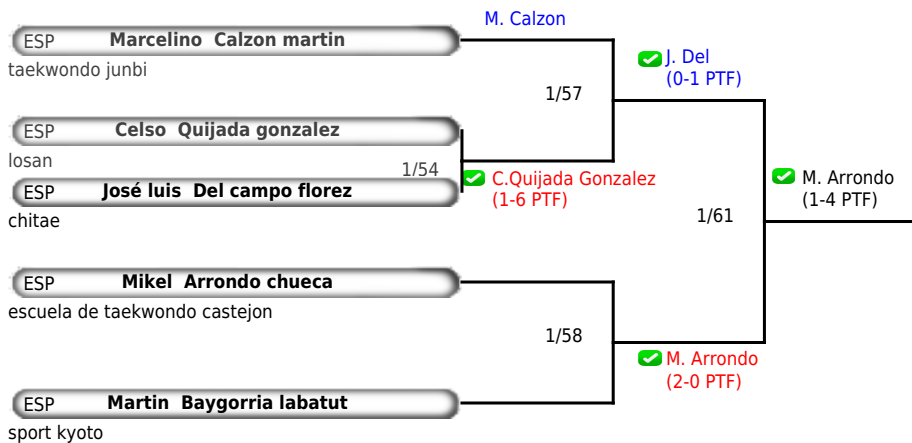 M. Calzon
ESP Marcelino Calzon martin
taekwondo junbi
J. Del
(0-1 PTF)
1/57
ESP Celso Quijada gonzalez
losan
1/54
C.Quijada Gonzalez
(1-6 PTF)
ESP José luis Del campo florez
chitae
M. Arrondo
(1-4 PTF)
1/61
ESP Mikel Arrondo chueca
escuela de taekwondo castejon
1/58
M. Arrondo
(2-0 PTF)
ESP Martin Baygorria labatut
sport kyoto